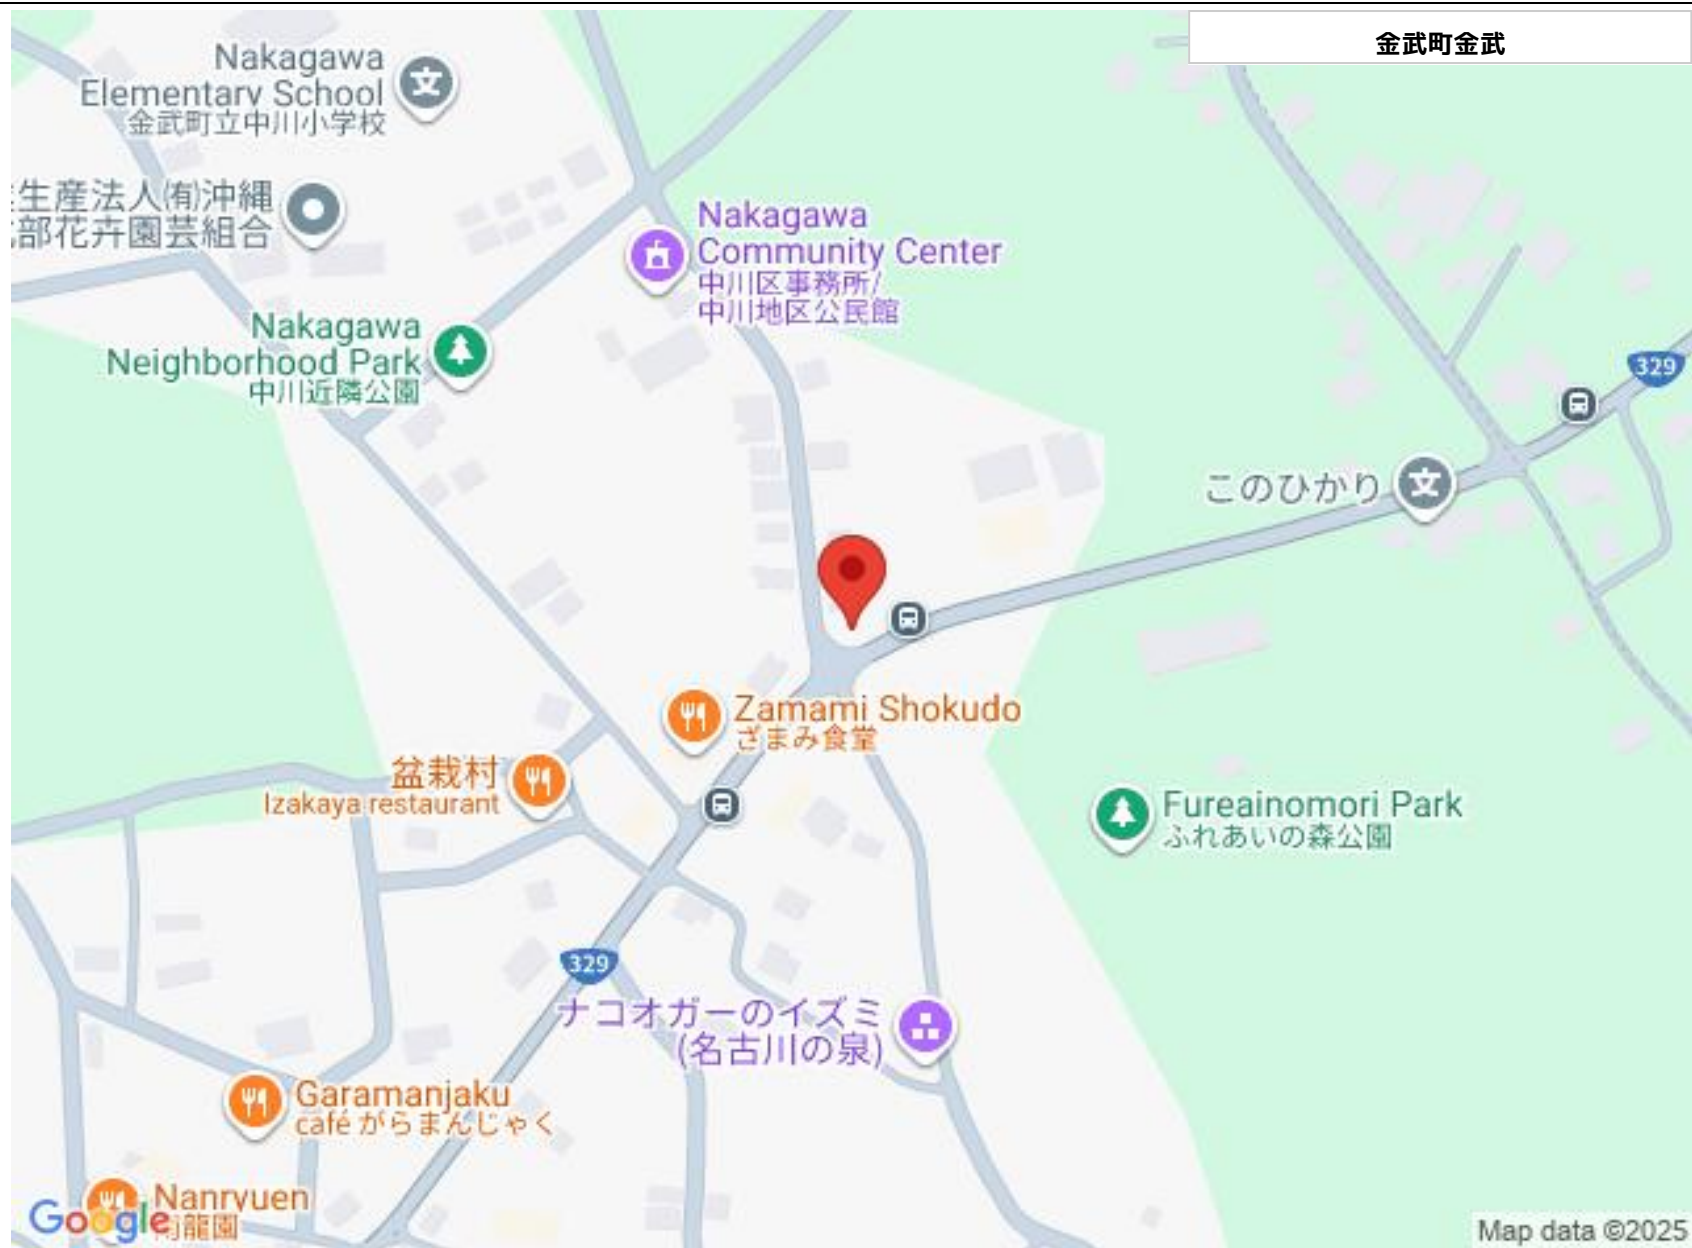 金武町金武
Nakagawa
Elementary School
金武町立中川小学校
生産法人(有)沖縄
部花卉園芸組合
Nakagawa
Community Center
中川区事務所/
中川地区公民館
Nakagawa
Neighborhood Park
中川近隣公園
329
このひかり
Zamami Shokudo
ざまみ食堂
盆栽村
Izakaya restaurant
Fureainomori Park
ふれあいの森公園
329
ナコオガーのイズミ
(名古川の泉)
Garamanjaku
café がらまんじゃく
Nanryuen
龍園
Google
Map data ©2025